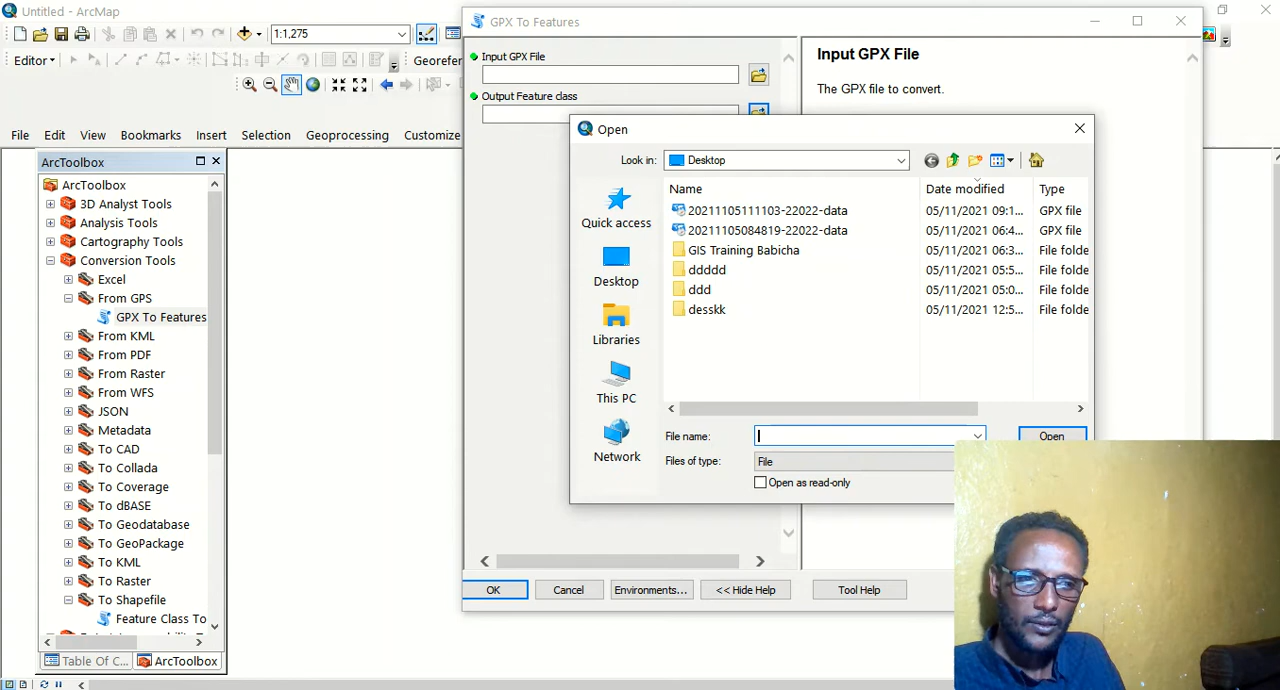 Untitled - ArcMap
1:1,275
Editor
Georefer
File Edit View Bookmarks Insert Selection Geoprocessing Customize
ArcToolbox
ArcToolbox
3D Analyst Tools
Analysis Tools
Cartography Tools
Conversion Tools
Excel
From GPS
GPX To Features
From KML
From PDF
From Raster
From WFS
JSON
Metadata
To CAD
To Collada
To Coverage
To dBASE
To Geodatabase
To GeoPackage
To KML
To Raster
To Shapefile
Feature Class To
Table Of C... ArcToolbox
GPX To Features
Input GPX File
Output Feature class
Input GPX File
The GPX file to convert.
Open
Look in: Desktop
Quick access
Desktop
Libraries
This PC
Network
Name Date modified Type
20211105111103-22022-data 05/11/2021 09:1... GPX file
20211105084819-22022-data 05/11/2021 06:4... GPX file
GIS Training Babicha 05/11/2021 06:3... File folde
ddddd 05/11/2021 05:5... File folde
ddd 05/11/2021 05:0... File folde
desskk 05/11/2021 12:5... File folde
File name: Open
Files of type: File
Open as read-only
OK Cancel Environments... << Hide Help Tool Help